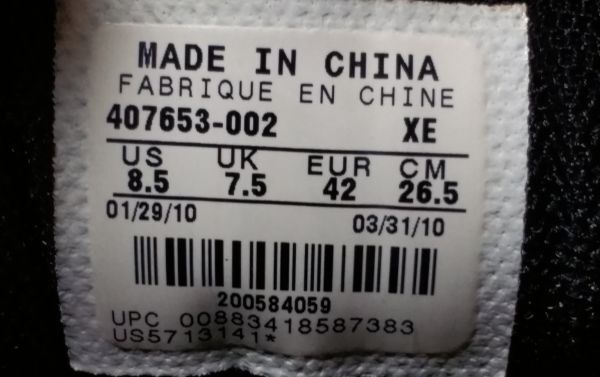 MADE IN CHINA
FABRIQUE EN CHINE
407653-002 XE
US UK EUR CM
8.5 7.5 42 26.5
01/29/10 03/31/10
200584059
UPC 00883418587383
US5713141*